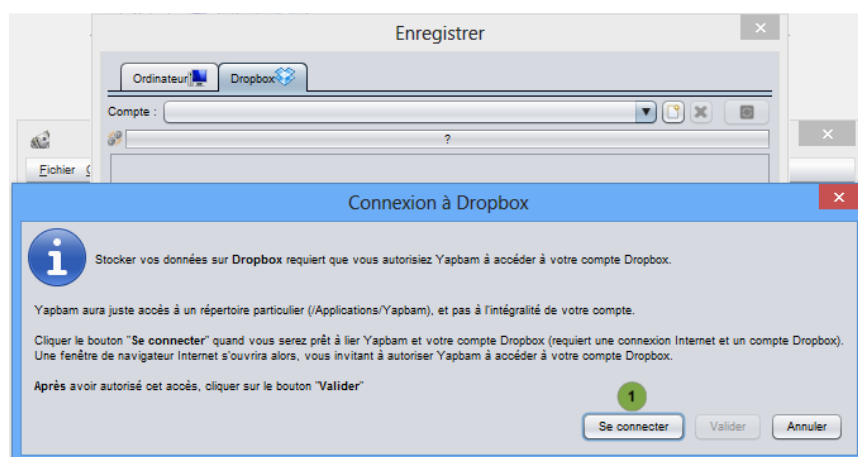 Enregistrer
Ordinateur
Dropbox
Compte :
?
Fichier
Connexion à Dropbox
Stocker vos données sur Dropbox requiert que vous autorisiez Yapbam à accéder à votre compte Dropbox.
Yapbam aura juste accès à un répertoire particulier (/Applications/Yapbam), et pas à l'intégralité de votre compte.
Cliquer le bouton "Se connecter" quand vous serez prêt à lier Yapbam et votre compte Dropbox (requiert une connexion Internet et un compte Dropbox).
Une fenêtre de navigateur Internet s'ouvrira alors, vous invitant à autoriser Yapbam à accéder à votre compte Dropbox.
Après avoir autorisé cet accès, cliquer sur le bouton "Valider"
1
Se connecter
Valider
Annuler